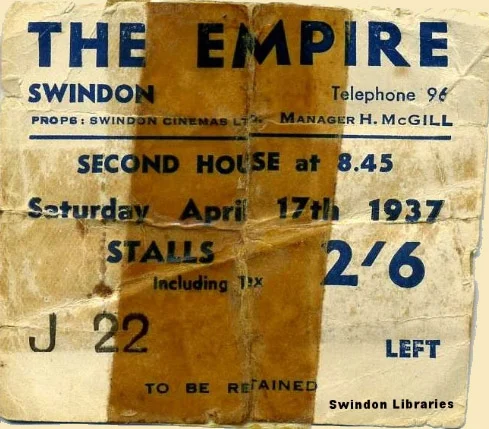 THE EMPIRE
SWINDON Telephone 96
PROPS: SWINDON CINEMAS LTD. MANAGER H. McGILL
SECOND HOUSE at 8.45
Saturday April 17th 1937
STALLS 2/6
Including Tax
J 22
LEFT
TO BE RETAINED
Swindon Libraries